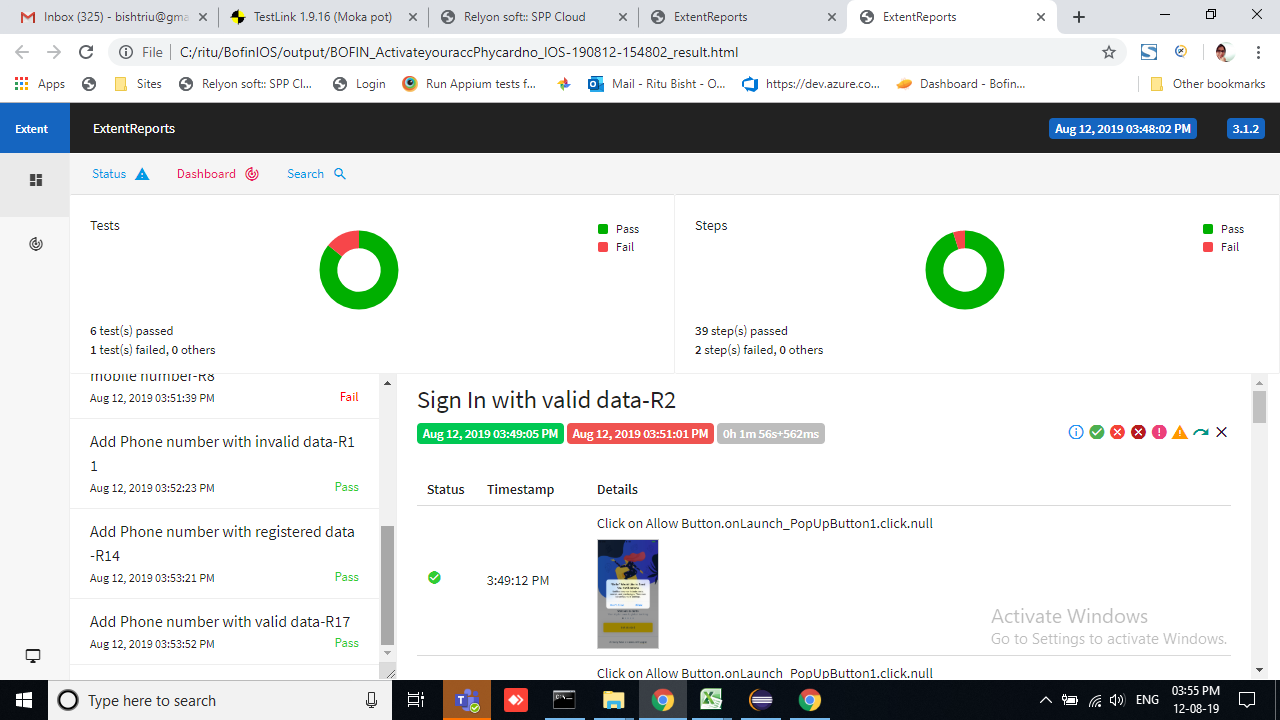 Inbox (325) - bishtriu@gma
TestLink 1.9.16 (Moka pot)
Relyon soft:: SPP Cloud
ExtentReports
ExtentReports
File
C:/ritu/BofinIOS/output/BOFIN_ActivateyouraccPhycardno_IOS-190812-154802_result.html
Apps
Sites
Relyon soft:: SPP Cl...
Login
Run Appium tests f...
Mail - Ritu Bisht - O...
https://dev.azure.co...
Dashboard - Bofin...
Other bookmarks
Extent
ExtentReports
Aug 12, 2019 03:48:02 PM
3.1.2
Status
Dashboard
Search
Tests
Pass
Fail
6 test(s) passed
1 test(s) failed, 0 others
Steps
Pass
Fail
39 step(s) passed
2 step(s) failed, 0 others
mobile number-R8
Aug 12, 2019 03:51:39 PM
Fail
Add Phone number with invalid data-R1
1
Aug 12, 2019 03:52:23 PM
Pass
Add Phone number with registered data
-R14
Aug 12, 2019 03:53:21 PM
Pass
Add Phone number with valid data-R17
Aug 12, 2019 03:53:52 PM
Pass
Sign In with valid data-R2
Aug 12, 2019 03:49:05 PM
Aug 12, 2019 03:51:01 PM
0h 1m 56s+562ms
Status
Timestamp
Details
Click on Allow Button.onLaunch_PopUpButton1.click.null
3:49:12 PM
Click on Allow Button.onLaunch_PopUpButton1.click.null
Activate Windows
Go to Settings to activate Windows.
Type here to search
ENG
03:55 PM
12-08-19